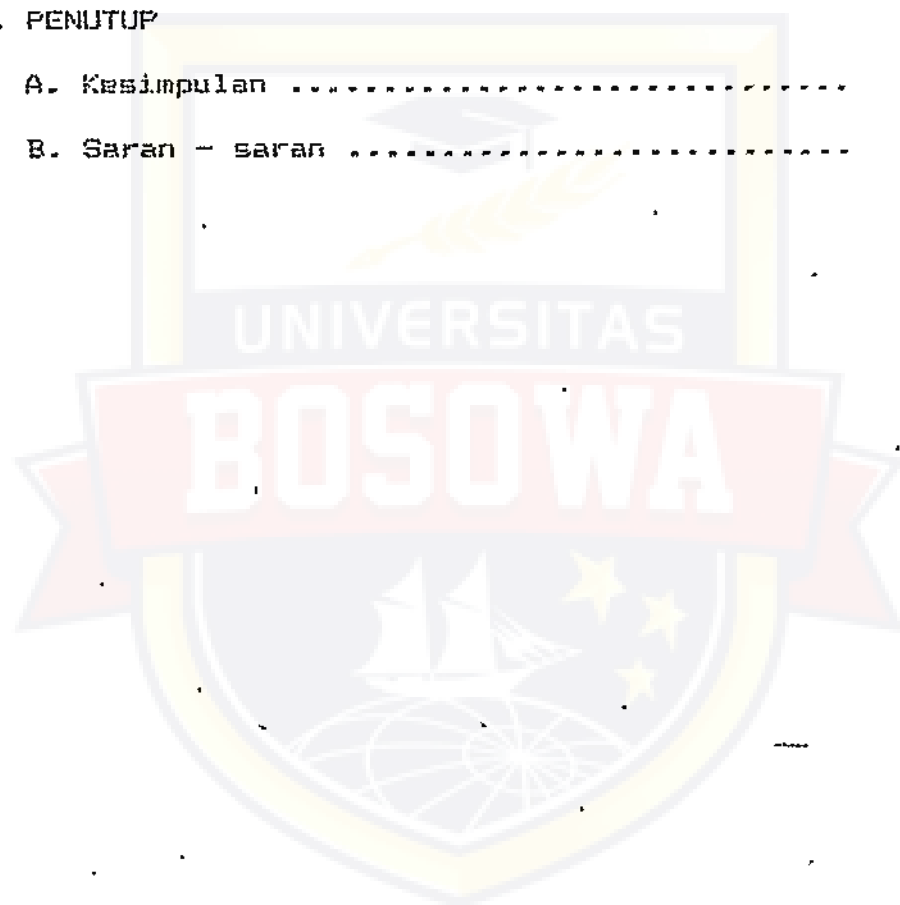 . PENUTUP
A. Kesimpulan ..............................
B. Saran - saran ...........................
UNIVERSITAS
BOSOWA